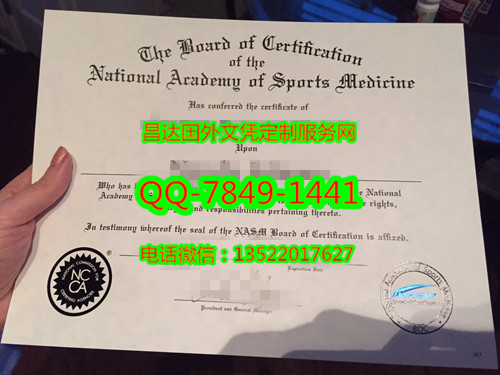 The Board of Certification
of the
National Academy of Sports Medicine
Has conferred the certificate of
昌达国外文凭定制服务网
Upon
Who has
the National
Academy
the rights,
QQ-7849-1441
and responsibilities pertaining thereto.
In testimony whereof the seal of the NASM Board of Certification is affixed.
电话微信：13522017627
Expiration Date
President and General Manager
NCCA
BOC